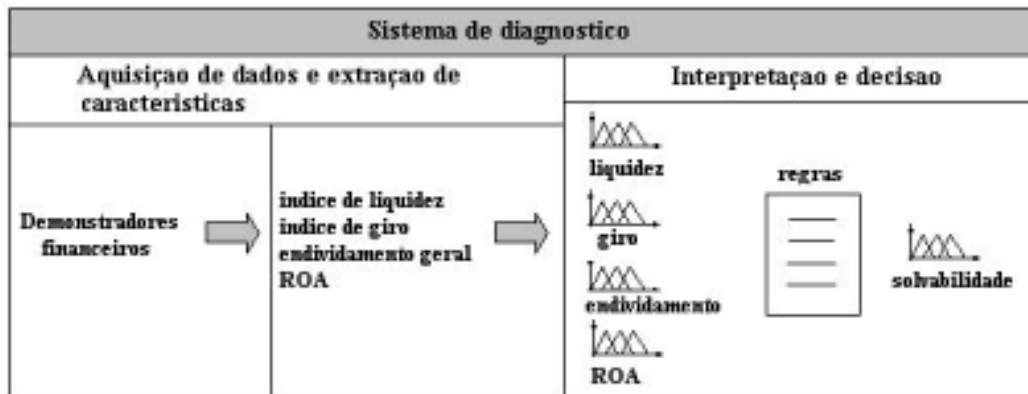 Sistema de diagnostico
Aquisiçao de dados e extraçao de
caracteristicas
Interpretaçao e decisao
Demonstradores
financeiros
indice de liquidez
indice de giro
endividamento geral
ROA
liquidez
giro
endividamento
ROA
regras
solvabilidade